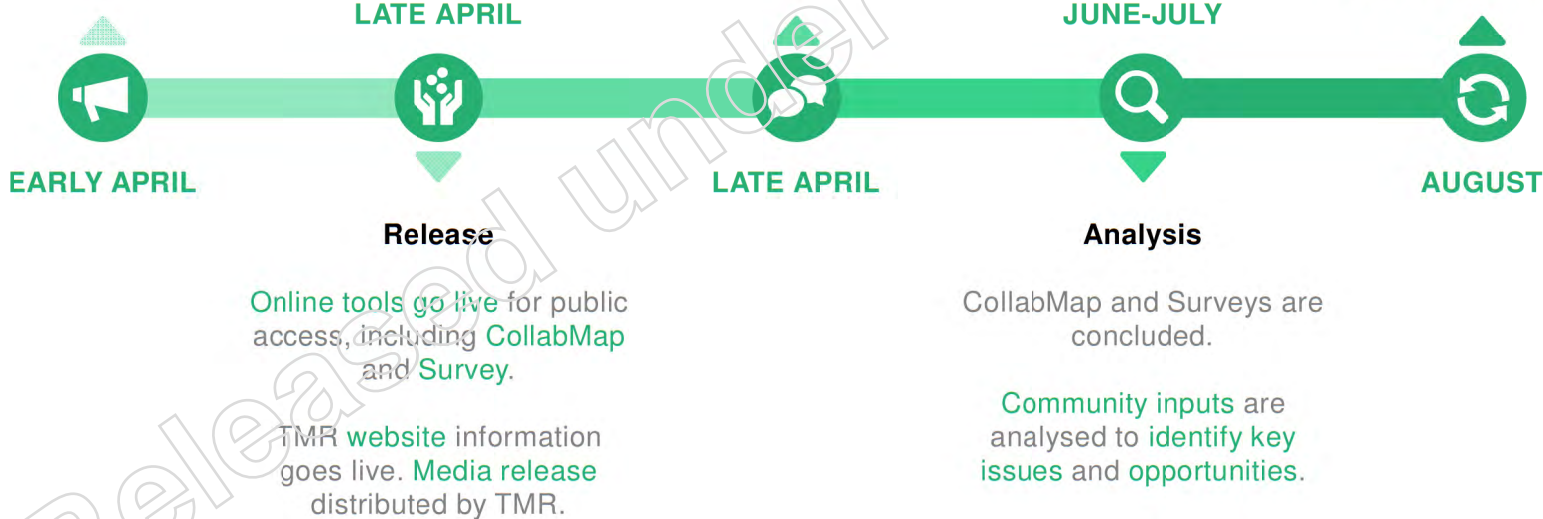 LATE APRIL
JUNE-JULY
EARLY APRIL
LATE APRIL
AUGUST
Release
Analysis
Online tools go live for public
access, including CollabMap
and Survey.
TMR website information
goes live. Media release
distributed by TMR.
CollabMap and Surveys are
concluded.
Community inputs are
analysed to identify key
issues and opportunities.
Released under